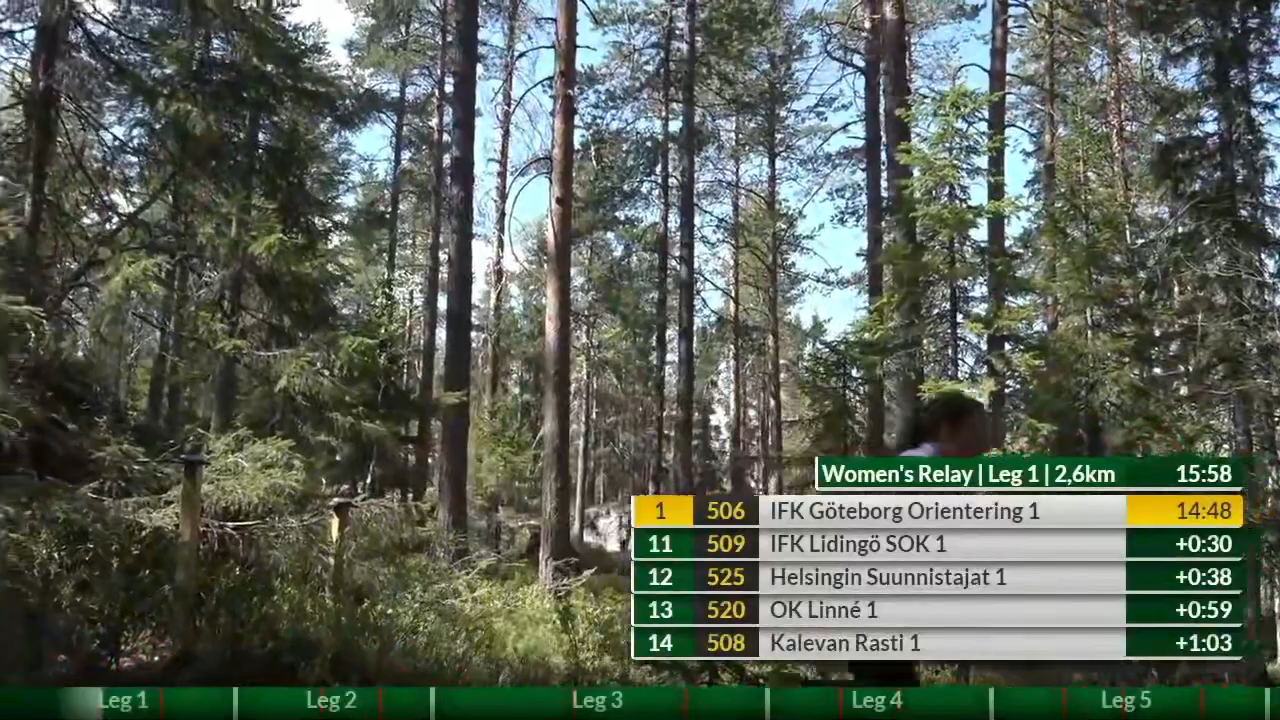 Women's Relay | Leg 1 | 2,6km 15:58
1 506 IFK Göteborg Orientering 1 14:48
11 509 IFK Lidingö SOK 1 +0:30
12 525 Helsingin Suunnistajat 1 +0:38
13 520 OK Linné 1 +0:59
14 508 Kalevan Rasti 1 +1:03
Leg 1 Leg 2 Leg 3 Leg 4 Leg 5